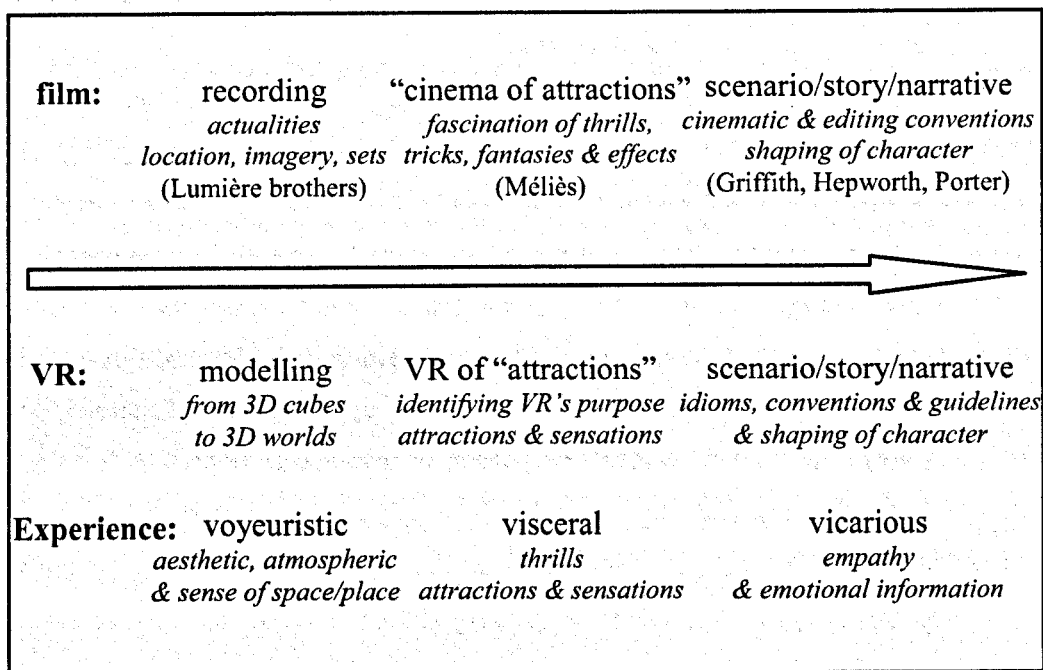 film: recording "cinema of attractions" scenario/story/narrative
actualities fascination of thrills, cinematic & editing conventions
location, imagery, sets tricks, fantasies & effects shaping of character
(Lumière brothers) (Méliès) (Griffith, Hepworth, Porter)
VR: modelling VR of "attractions" scenario/story/narrative
from 3D cubes identifying VR's purpose idioms, conventions & guidelines
to 3D worlds attractions & sensations & shaping of character
Experience: voyeuristic visceral vicarious
aesthetic, atmospheric thrills empathy
& sense of space/place attractions & sensations & emotional information